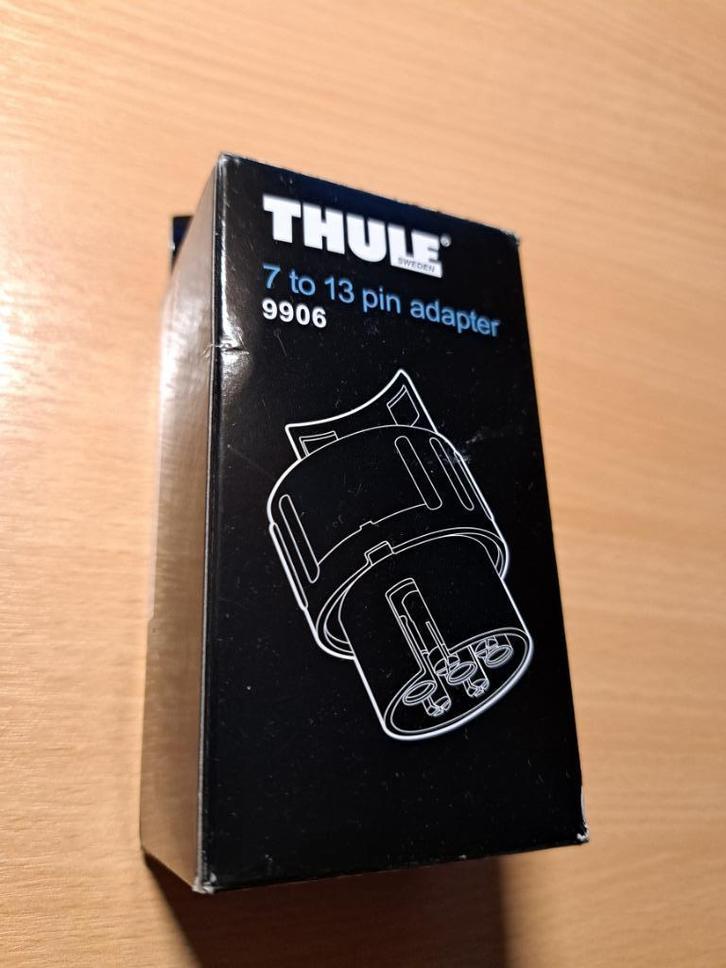 THULE®
SWEDEN
7 to 13 pin adapter
9906